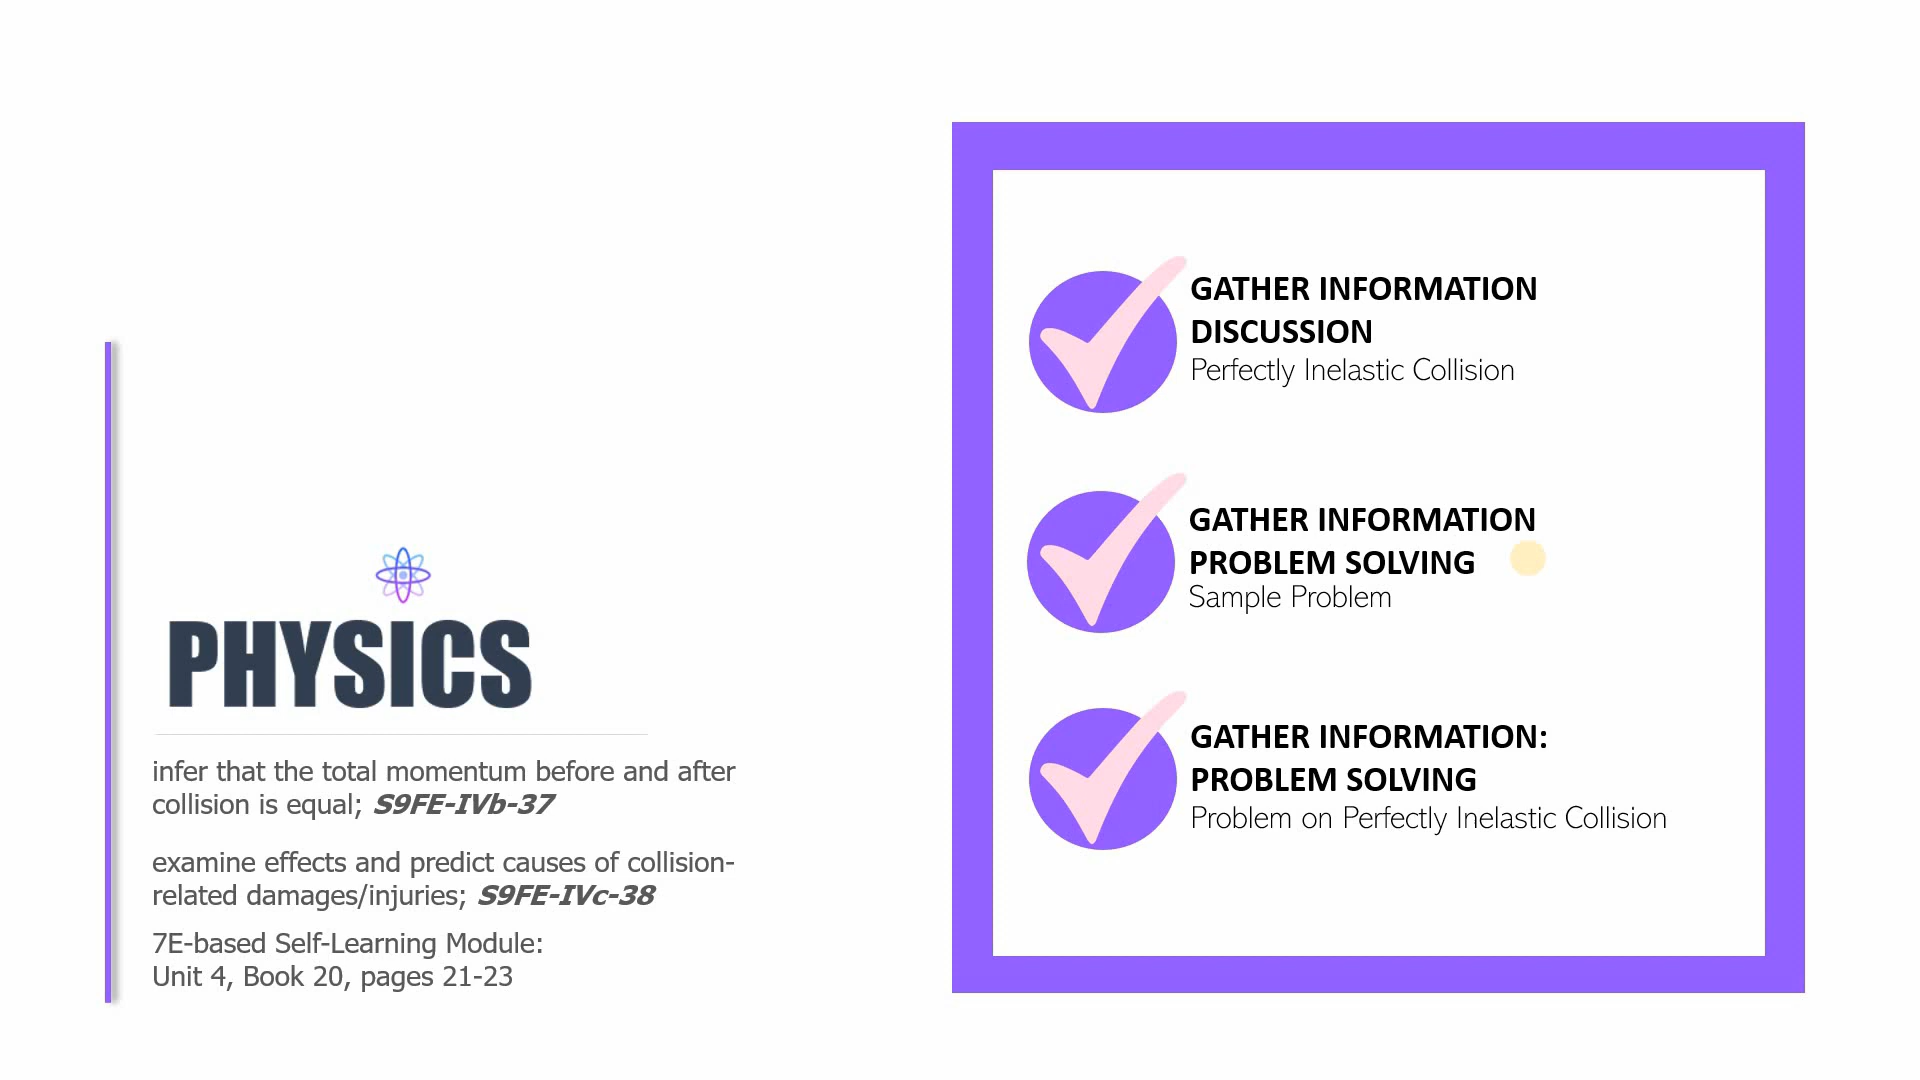 PHYSICS
infer that the total momentum before and after
collision is equal; S9FE-IVb-37
examine effects and predict causes of collision-
related damages/injuries; S9FE-IVc-38
7E-based Self-Learning Module:
Unit 4, Book 20, pages 21-23
GATHER INFORMATION
DISCUSSION
Perfectly Inelastic Collision
GATHER INFORMATION
PROBLEM SOLVING
Sample Problem
GATHER INFORMATION:
PROBLEM SOLVING
Problem on Perfectly Inelastic Collision